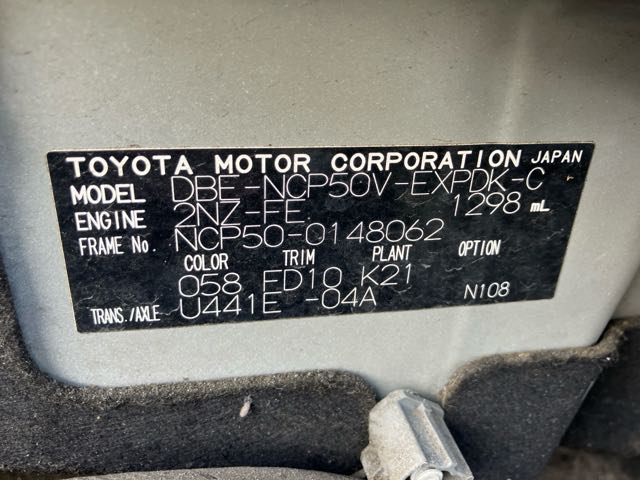 TOYOTA MOTOR CORPORATION JAPAN
MODEL DBE-NCP50V-EXPDK-C
ENGINE 2NZ-FE. 1298 mL
FRAME No. NCP50-0148062
COLOR TRIM PLANT OPTION
058 ED10 K21
TRANS./AXLE U441E -04A N108